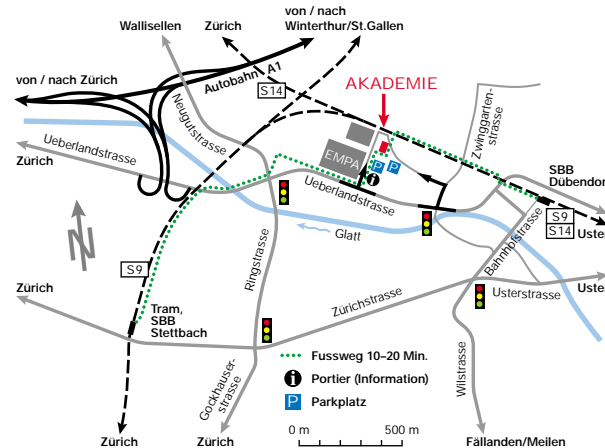 von / nach
Winterthur/St.Gallen
Wallisellen
Zürich
von / nach Zürich
Autobahn A1
S14
AKADEMIE
Neugutstrasse
Zwinggarten-
strasse
EMPA
P P
i
Zürich
Ueberlandstrasse
Ueberlandstrasse
SBB
Dübendorf
S9
S14
Uster
N
Glatt
Bahnhofstrasse
S9
Ringstrasse
Zürich
Zürichstrasse
Usterstrasse
Uster
Tram,
SBB
Stettbach
Gockhauser-
strasse
Wilstrasse
Fussweg 10–20 Min.
i Portier (Information)
P Parkplatz
0 m 500 m
Zürich
Zürich
Fällanden/Meilen